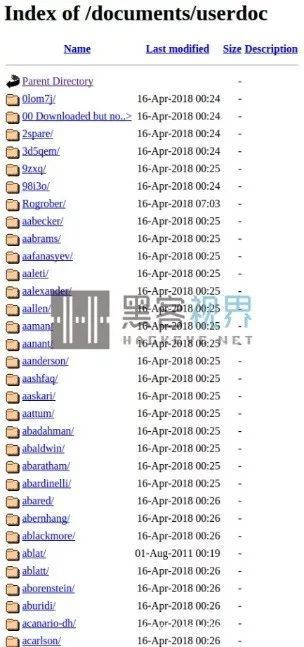 Index of /documents/userdoc
Name Last modified Size Description
Parent Directory -
0lom7j/ 16-Apr-2018 00:24 -
00 Downloaded but no..> 16-Apr-2018 00:24 -
2spare/ 16-Apr-2018 00:24 -
3d5qem/ 16-Apr-2018 00:24 -
9zxq/ 16-Apr-2018 00:25 -
98i3o/ 16-Apr-2018 00:24 -
Rogrober/ 16-Apr-2018 07:03 -
aabecker/ 16-Apr-2018 00:25 -
aabrams/ 16-Apr-2018 00:25 -
aafanasyev/ 16-Apr-2018 00:25 -
aaleti/ 16-Apr-2018 00:25 -
aalexander/ 16-Apr-2018 00:25 -
aallen/ 16-Apr-2018 00:25 -
黑客视界
aaman/ 16-Apr-2018 00:25 -
HACKEYE.NET
aanant/ 16-Apr-2018 00:25 -
aanderson/ 16-Apr-2018 00:25 -
aashfaq/ 16-Apr-2018 00:25 -
aaskari/ 16-Apr-2018 00:25 -
aattum/ 16-Apr-2018 00:25 -
abadahman/ 16-Apr-2018 00:25 -
abaldwin/ 16-Apr-2018 00:25 -
abaratham/ 16-Apr-2018 00:25 -
abardinelli/ 16-Apr-2018 00:25 -
abared/ 16-Apr-2018 00:26 -
abernhang/ 16-Apr-2018 00:26 -
ablackmore/ 16-Apr-2018 00:26 -
ablat/ 01-Aug-2011 00:19 -
ablatt/ 16-Apr-2018 00:26 -
aborenstein/ 16-Apr-2018 00:26 -
aburidi/ 16-Apr-2018 00:26 -
acanario-dh/ 16-Apr-2018 00:26 -
acarlson/ 16-Apr-2018 00:26 -